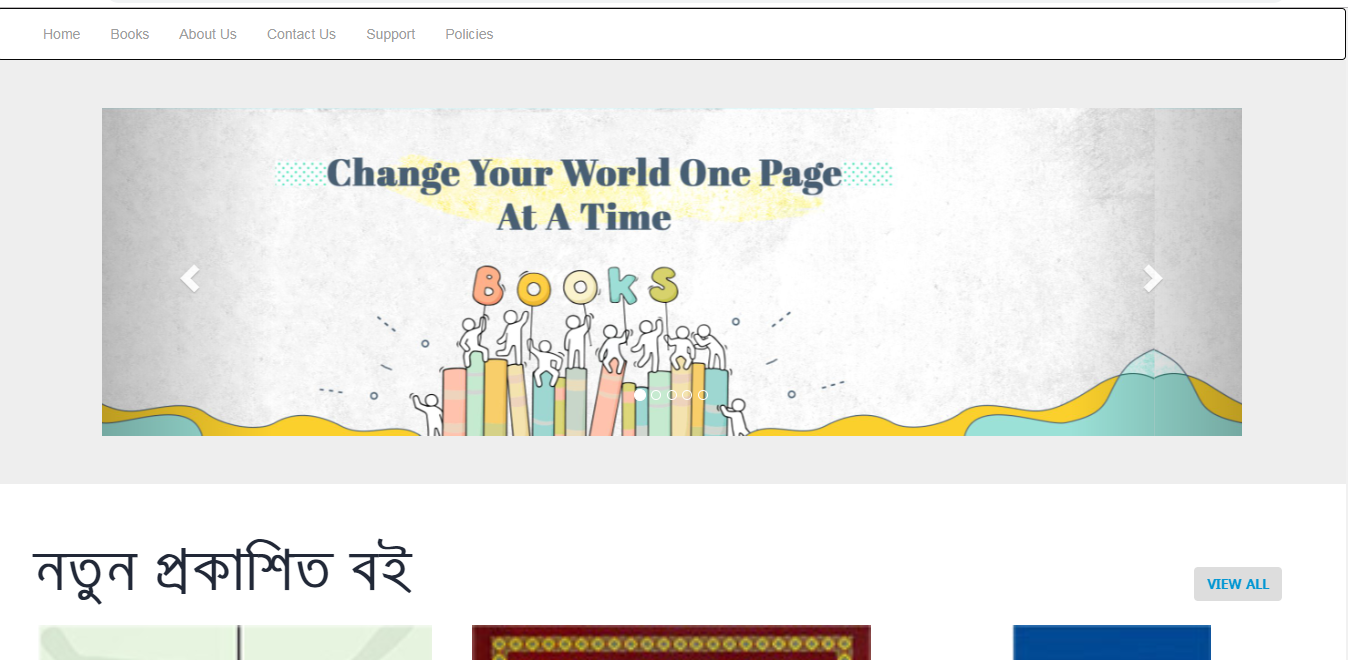 Home Books About Us Contact Us Support Policies
Change Your World One Page
At A Time
BOOKS
নতুন প্রকাশিত বই
VIEW ALL